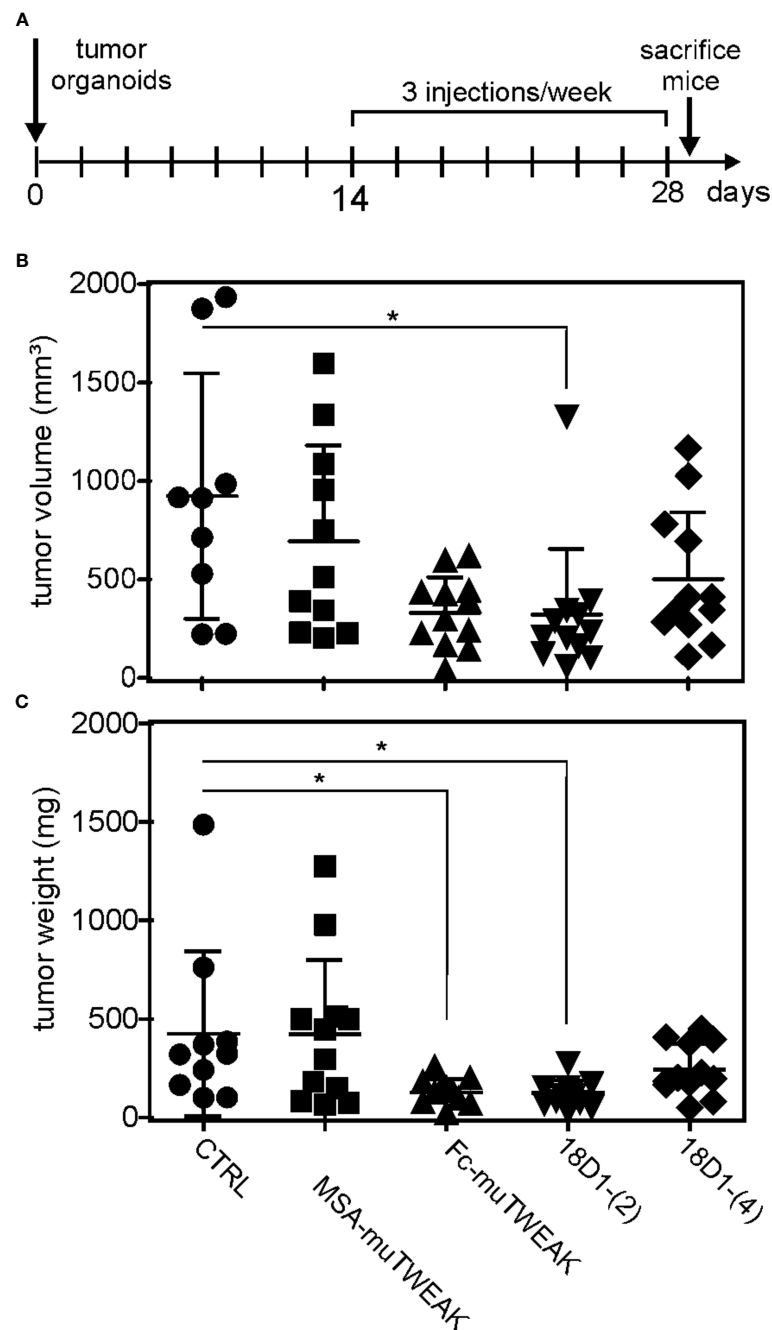 A
tumor
organoids
sacrifice
mice
3 injections/week
0
14
28
days
B
tumor volume (mm³)
2000
1500
1000
500
0
*
C
tumor weight (mg)
2000
1500
1000
500
0
*
*
CTRL
MSA-muTWEAK
Fc-muTWEAK
18D1-(2)
18D1-(4)